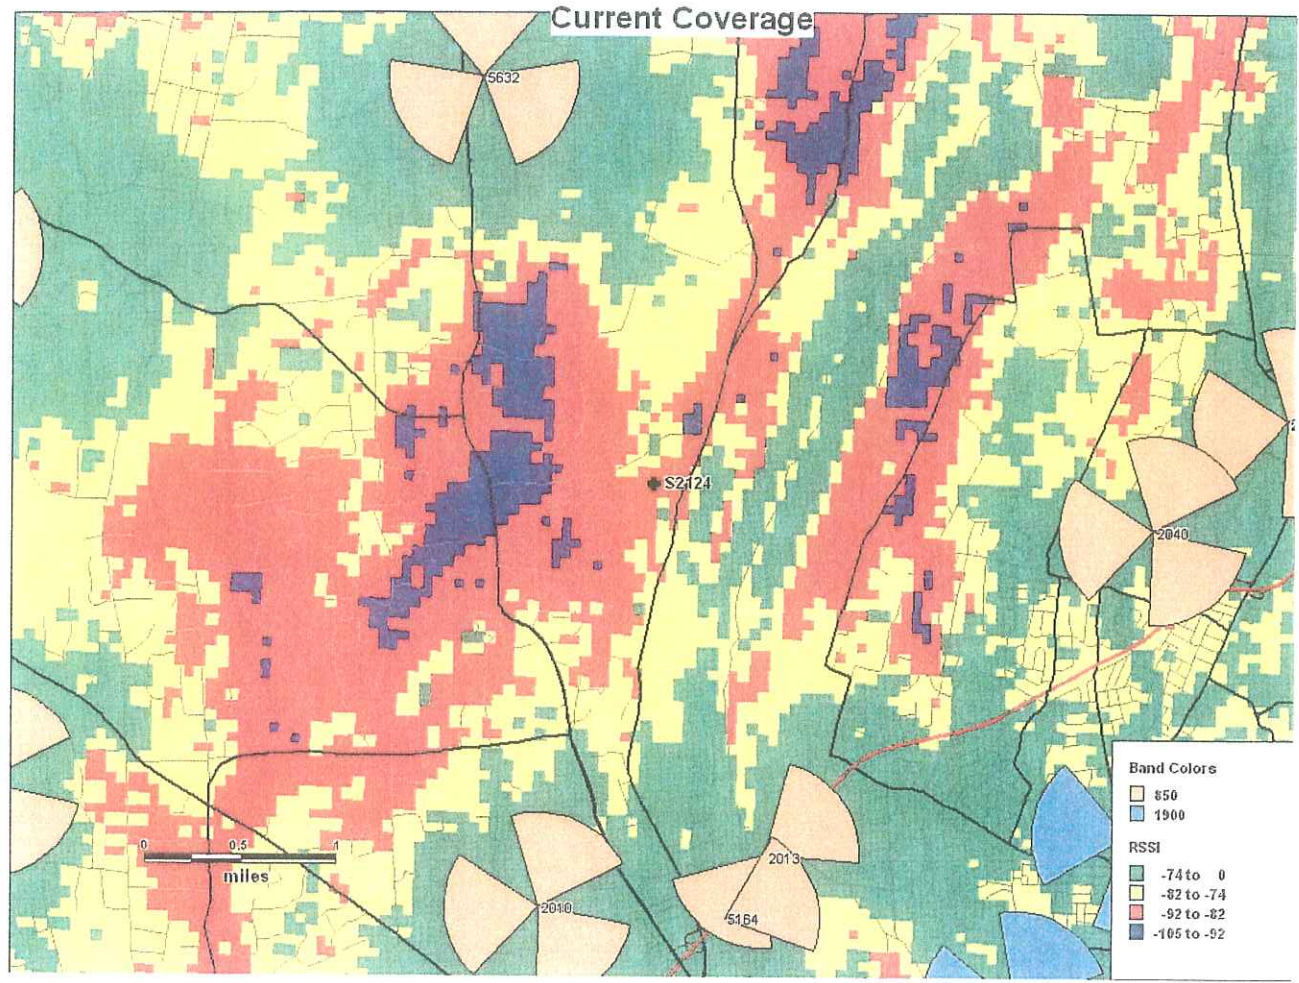 Current Coverage
5632
S2124
2
2040
Band Colors
850
1900
RSSI
-74 to 0
-82 to -74
-92 to -82
-105 to -92
0 0.5 1
miles
2013
2010
5164